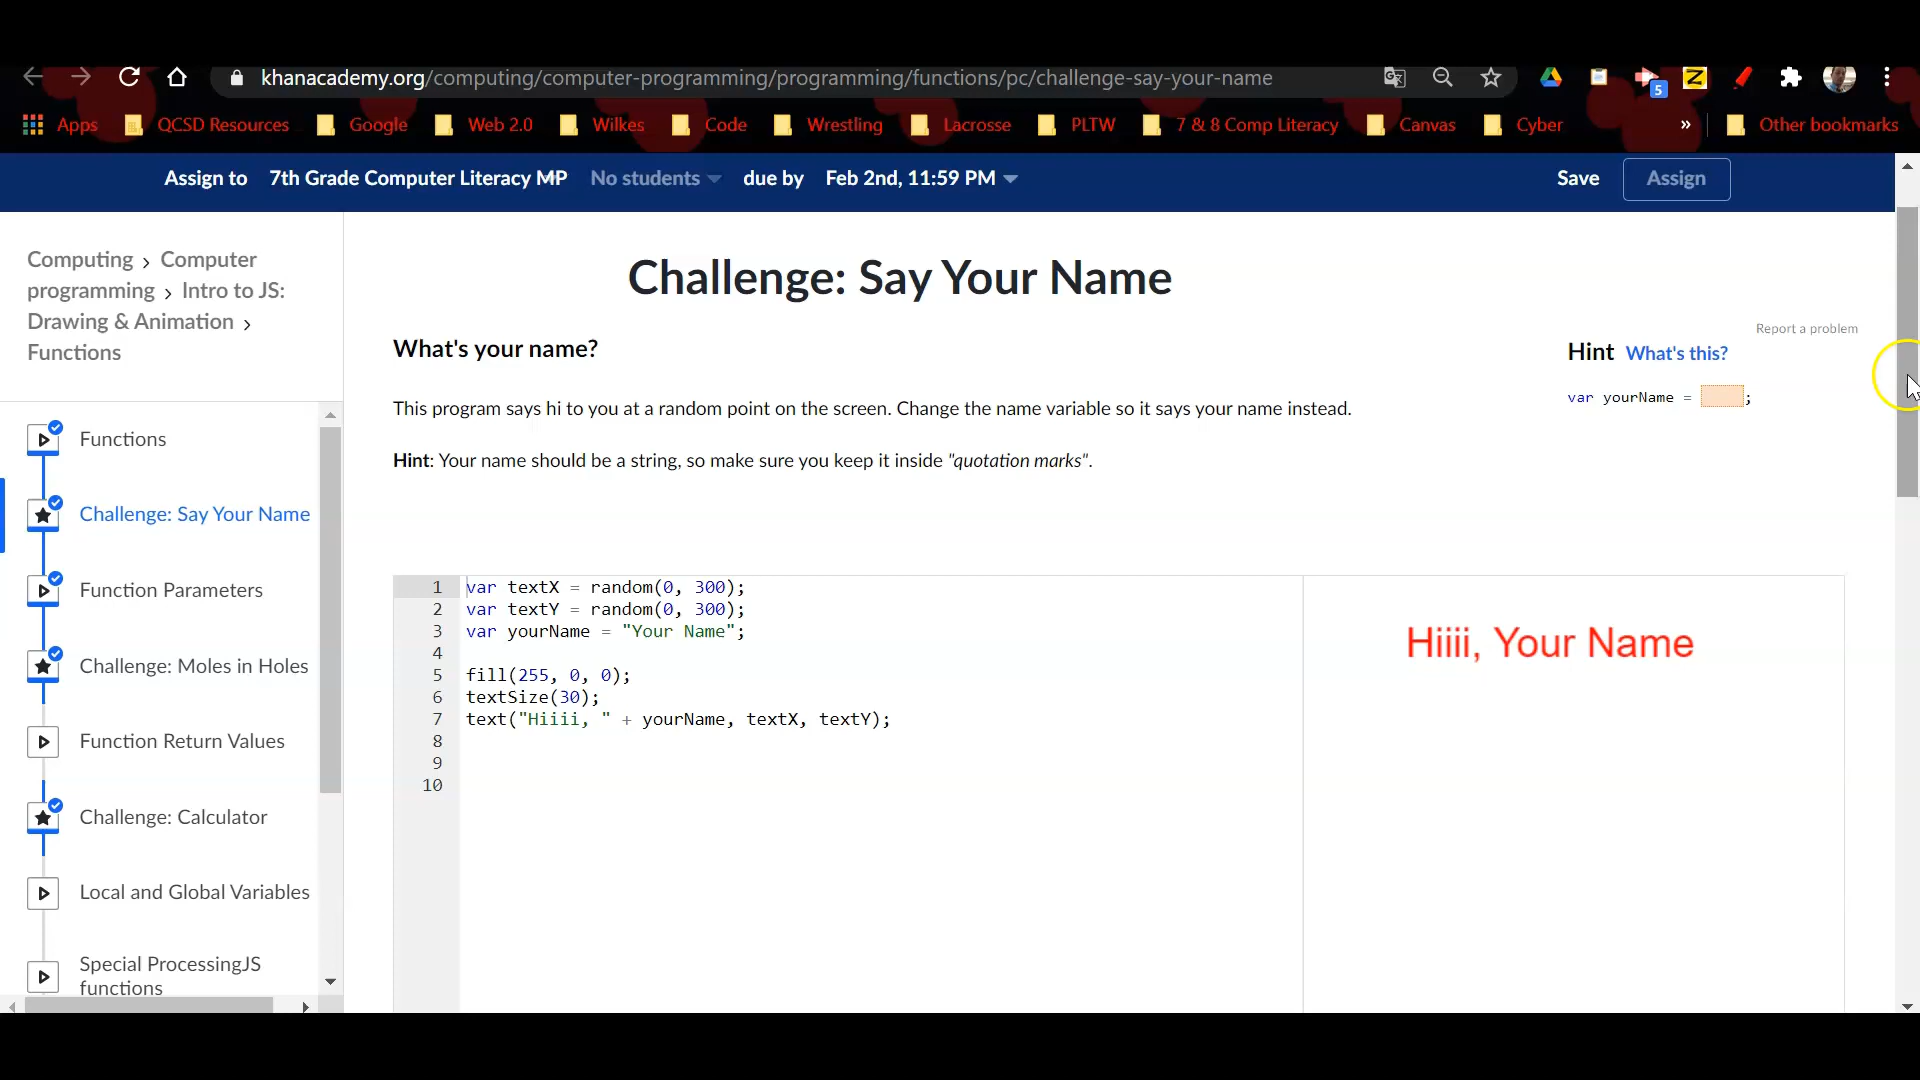 khanacademy.org/computing/computer-programming/programming/functions/pc/challenge-say-your-name
5
Z
Apps QCSD Resources Google Web 2.0 Wilkes Code Wrestling Lacrosse PLTW 7 & 8 Comp Literacy Canvas Cyber » Other bookmarks
Assign to 7th Grade Computer Literacy MP No students due by Feb 2nd, 11:59 PM Save Assign
Computing › Computer
programming › Intro to JS:
Drawing & Animation ›
Functions
Functions
Challenge: Say Your Name
Function Parameters
Challenge: Moles in Holes
Function Return Values
Challenge: Calculator
Local and Global Variables
Special ProcessingJS
functions
Challenge: Say Your Name
Report a problem
What's your name?
This program says hi to you at a random point on the screen. Change the name variable so it says your name instead.
Hint: Your name should be a string, so make sure you keep it inside "quotation marks".
Hint What's this?
var yourName = ;
1 var textX = random(0, 300);
2 var textY = random(0, 300);
3 var yourName = "Your Name";
4
5 fill(255, 0, 0);
6 textSize(30);
7 text("Hiiii, " + yourName, textX, textY);
8
9
10
Hiiii, Your Name